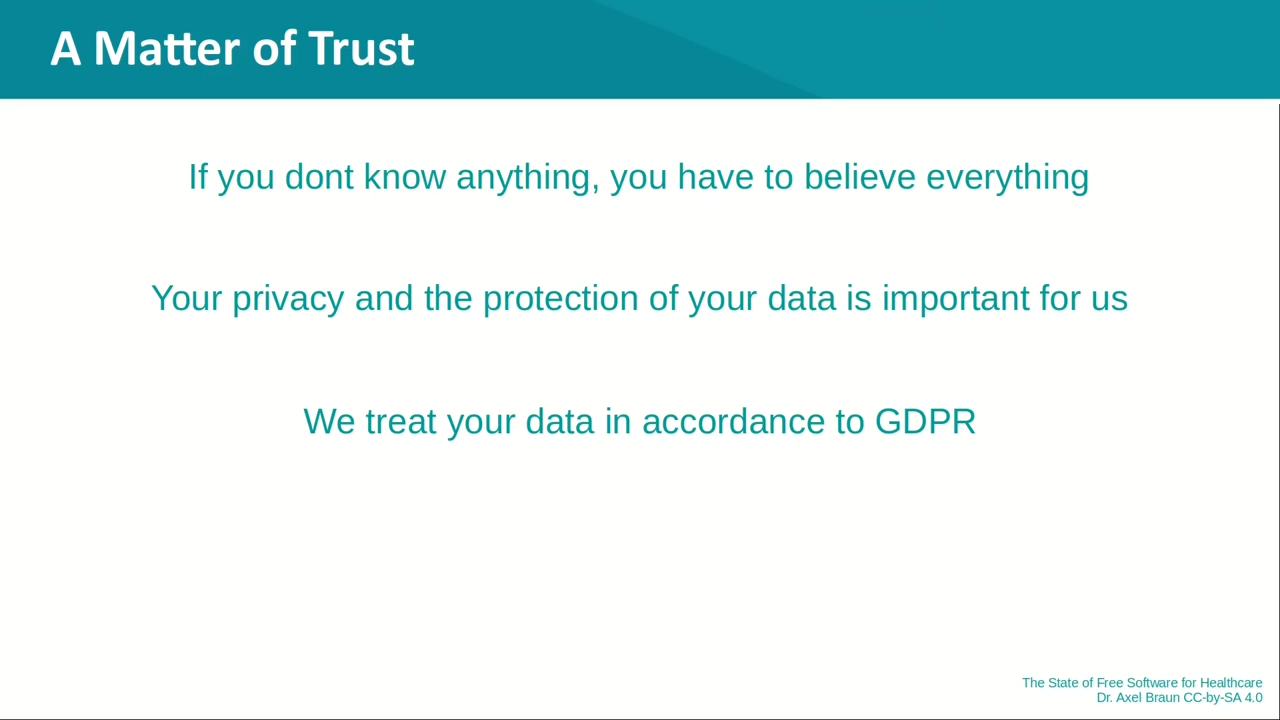 A Matter of Trust
If you dont know anything, you have to believe everything
Your privacy and the protection of your data is important for us
We treat your data in accordance to GDPR
The State of Free Software for Healthcare
Dr. Axel Braun CC-by-SA 4.0